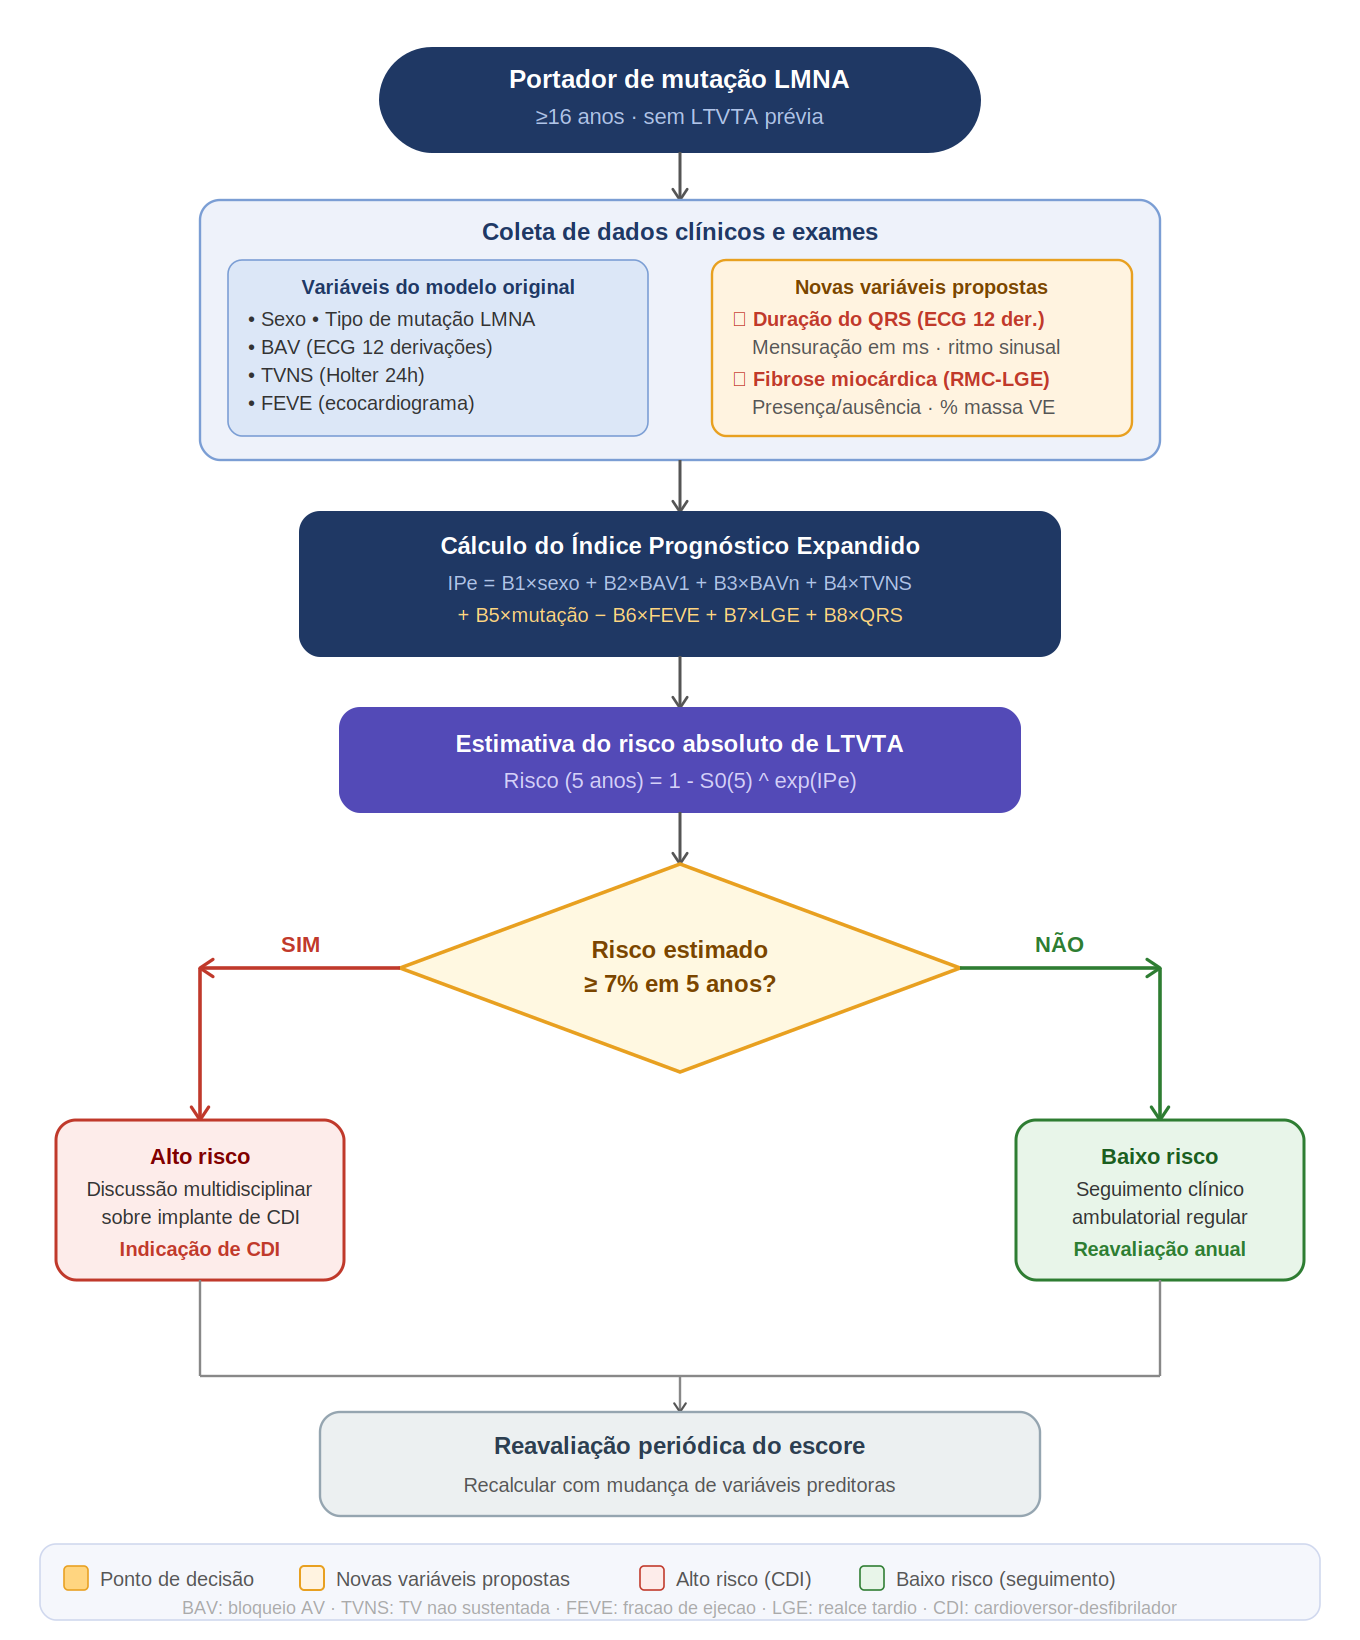 Portador de mutação LMNA
≥16 anos · sem LTVTA prévia
Coleta de dados clínicos e exames
Variáveis do modelo original
• Sexo • Tipo de mutação LMNA
• BAV (ECG 12 derivações)
• TVNS (Holter 24h)
• FEVE (ecocardiograma)
Novas variáveis propostas
Duração do QRS (ECG 12 der.)
Mensuração em ms · ritmo sinusal
Fibrose miocárdica (RMC-LGE)
Presença/ausência · % massa VE
Cálculo do Índice Prognóstico Expandido
IPe = B1×sexo + B2×BAV1 + B3×BAVn + B4×TVNS
+ B5×mutação − B6×FEVE + B7×LGE + B8×QRS
Estimativa do risco absoluto de LTVTA
Risco (5 anos) = 1 - S0(5) ^ exp(IPe)
Risco estimado
≥ 7% em 5 anos?
SIM
NÃO
Alto risco
Discussão multidisciplinar
sobre implante de CDI
Indicação de CDI
Baixo risco
Seguimento clínico
ambulatorial regular
Reavaliação anual
Reavaliação periódica do escore
Recalcular com mudança de variáveis preditoras
Ponto de decisão
Novas variáveis propostas
Alto risco (CDI)
Baixo risco (seguimento)
BAV: bloqueio AV · TVNS: TV nao sustentada · FEVE: fracao de ejecao · LGE: realce tardio · CDI: cardioversor-desfibrilador